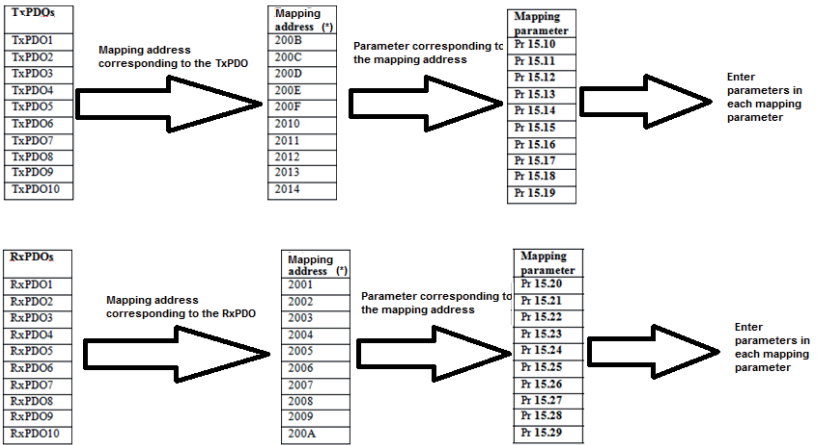 TxPDOs
TxPDO1
TxPDO2
TxPDO3
TxPDO4
TxPDO5
TxPDO6
TxPDO7
TxPDO8
TxPDO9
TxPDO10
Mapping address
corresponding to the TxPDO
Mapping
address (*)
200B
200C
200D
200E
200F
2010
2011
2012
2013
2014
Parameter corresponding to
the mapping address
Mapping
parameter
Pr 15.10
Pr 15.11
Pr 15.12
Pr 15.13
Pr 15.14
Pr 15.15
Pr 15.16
Pr 15.17
Pr 15.18
Pr 15.19
Enter
parameters in
each mapping
parameter
RxPDOs
RxPDO1
RxPDO2
RxPDO3
RxPDO4
RxPDO5
RxPDO6
RxPDO7
RxPDO8
RxPDO9
RxPDO10
Mapping address
corresponding to the RxPDO
Mapping
address (*)
2001
2002
2003
2004
2005
2006
2007
2008
2009
200A
Parameter corresponding to
the mapping address
Mapping
parameter
Pr 15.20
Pr 15.21
Pr 15.22
Pr 15.23
Pr 15.24
Pr 15.25
Pr 15.26
Pr 15.27
Pr 15.28
Pr 15.29
Enter
parameters in
each mapping
parameter